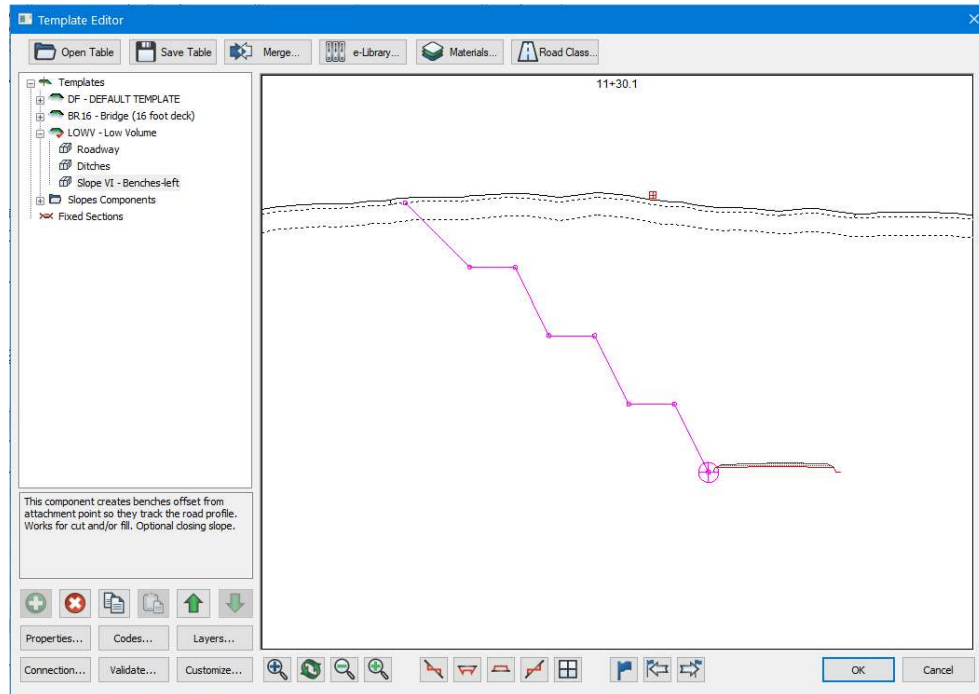 Template Editor
Open Table
Save Table
Merge...
e-Library...
Materials...
Road Class...
Templates
DF - DEFAULT TEMPLATE
BR16 - Bridge (16 foot deck)
LOWV - Low Volume
Roadway
Ditches
Slope VI - Benches-left
Slopes Components
Fixed Sections
11+30.1
This component creates benches offset from
attachment point so they track the road profile.
Works for cut and/or fill. Optional closing slope.
Properties...
Codes...
Layers...
Connection...
Validate...
Customize...
OK
Cancel